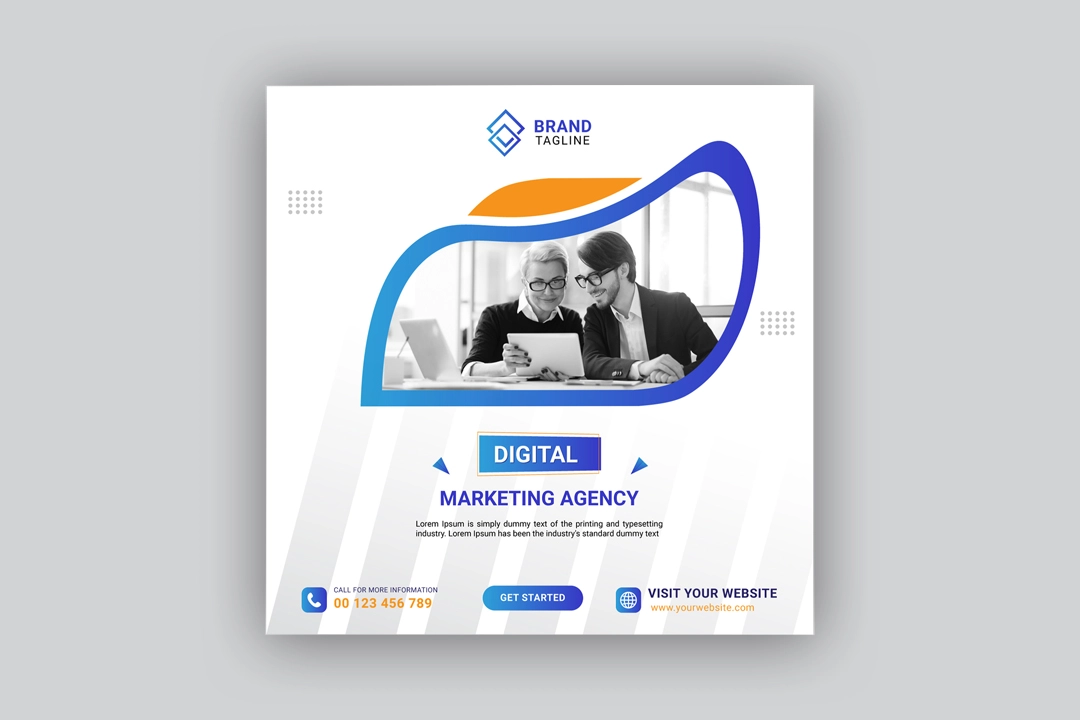 BRAND
TAGLINE
DIGITAL
MARKETING AGENCY
Lorem Ipsum is simply dummy text of the printing and typesetting
industry. Lorem Ipsum has been the industry's standard dummy text
CALL FOR MORE INFORMATION
00 123 456 789
GET STARTED
VISIT YOUR WEBSITE
www.yourwebsite.com